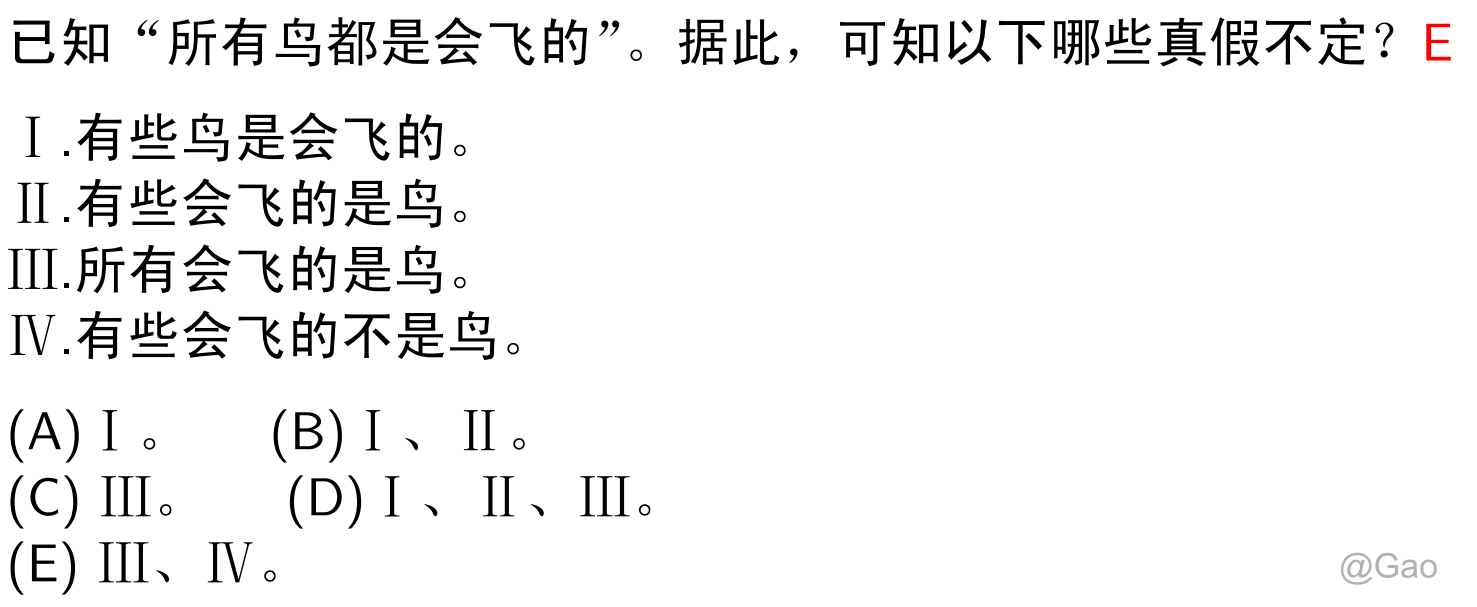 已知“所有鸟都是会飞的”。据此，可知以下哪些真假不定？E
Ⅰ.有些鸟是会飞的。
Ⅱ.有些会飞的是鸟。
Ⅲ.所有会飞的是鸟。
Ⅳ.有些会飞的不是鸟。
(A)Ⅰ。 (B)Ⅰ、Ⅱ。
(C) Ⅲ。 (D)Ⅰ、Ⅱ、Ⅲ。
(E) Ⅲ、Ⅳ。
@Gao